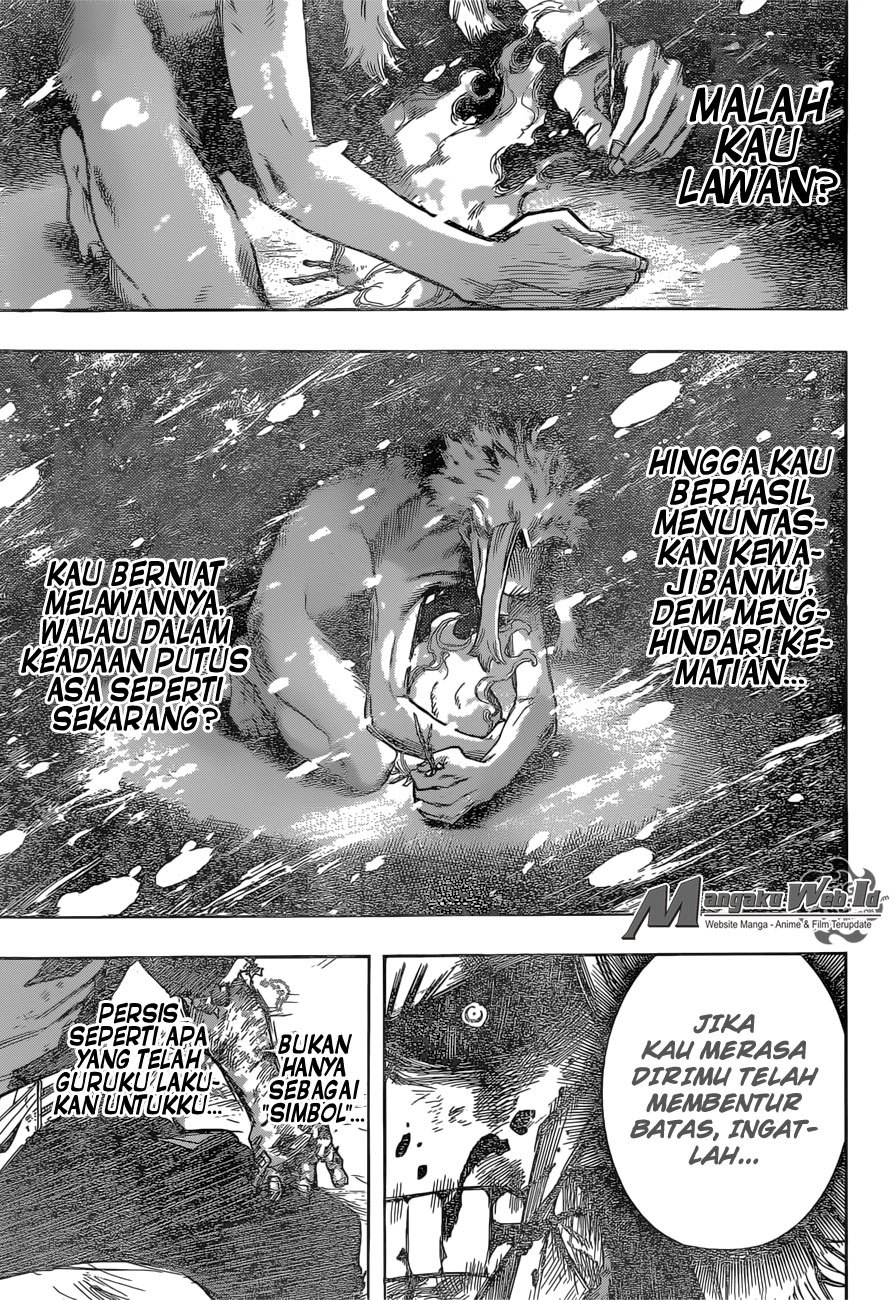 MALAH
KAU
LAWAN?
HINGGA KAU
BERHASIL
MENUNTAS-
KAN KEWA-
JIBANMU,
DEMI MENG-
HINDARI KE-
MATIAN...
KAU BERNIAT
MELAWANNYA,
WALAU DALAM
KEADAAN PUTUS
ASA SEPERTI
SEKARANG?
Mangaku.Web.Id
Website Manga - Anime & Film Terupdate
JIKA
KAU MERASA
DIRIMU TELAH
MEMBENTUR
BATAS, INGAT-
LAH...
BUKAN
HANYA
SEBAGAI
"SIMBOL"...
PERSIS
SEPERTI APA
YANG TELAH
GURUKU LAKU-
KAN UNTUKKU...